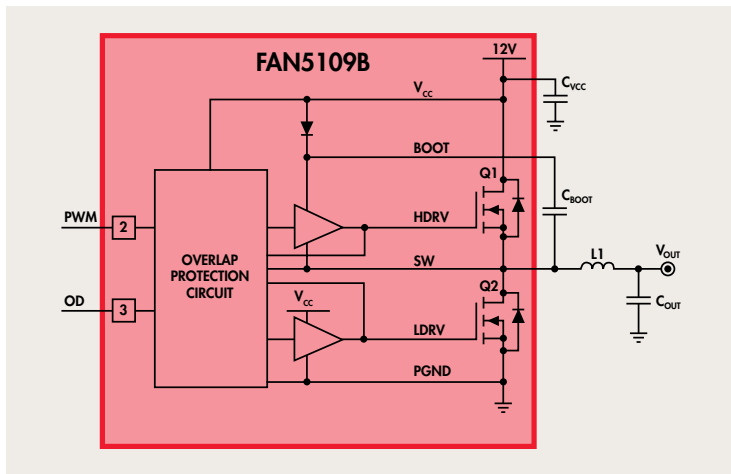 FAN5109B
12V
VCC
CVCC
BOOT
Q1
CBOOT
PWM
2
HDRV
OVERLAP
PROTECTION
CIRCUIT
SW
L1
VOUT
OD
3
VCC
Q2
COUT
LDRV
PGND